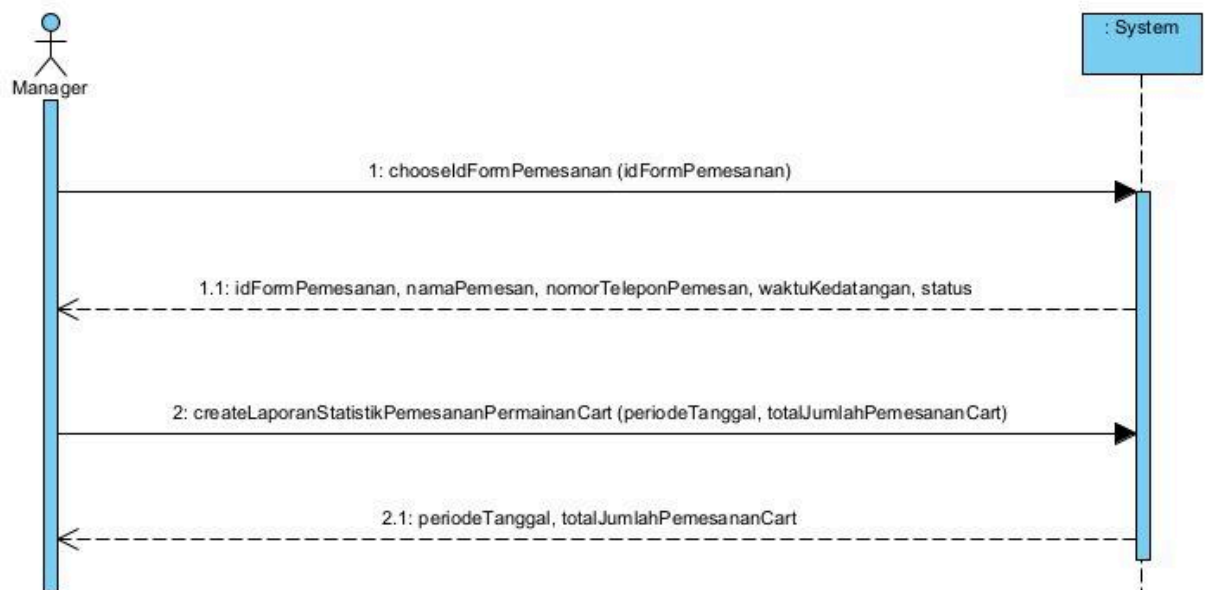 : System
Manager
1: chooseIdFormPemesanan (idFormPemesanan)
1.1: idFormPemesanan, namaPemesan, nomorTeleponPemesan, waktuKedatangan, status
2: createLaporanStatistikPemesananPermainanCart (periodeTanggal, totalJumlahPemesananCart)
2.1: periodeTanggal, totalJumlahPemesananCart